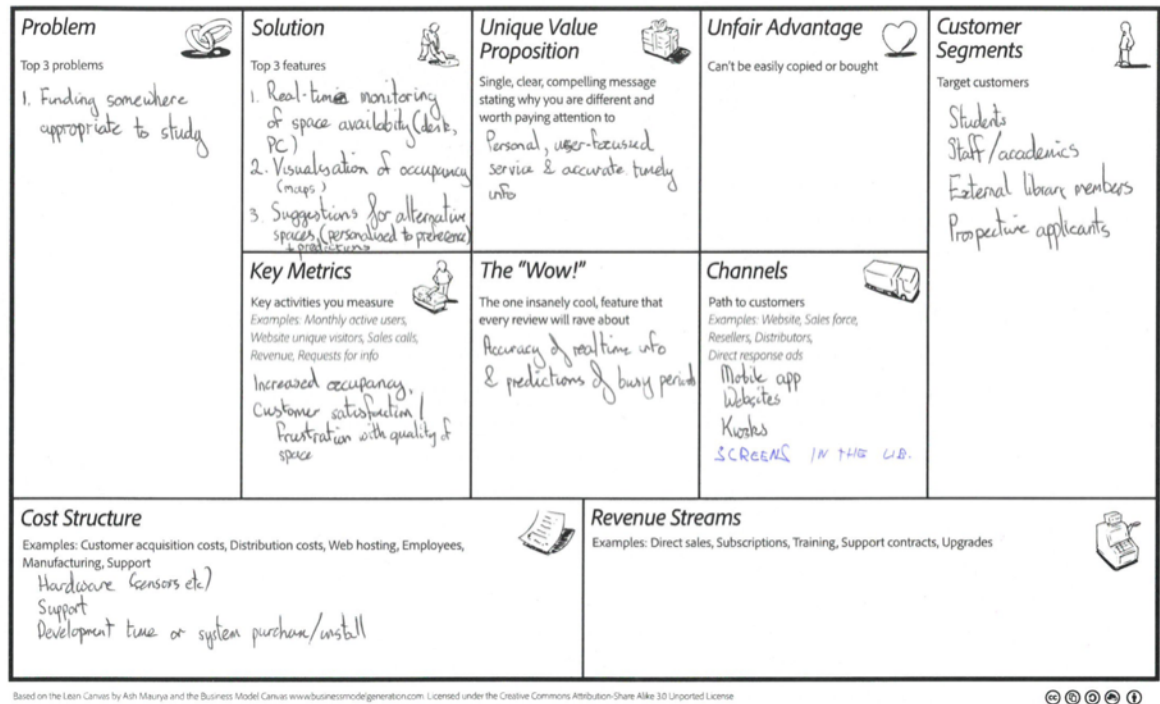 Problem
Top 3 problems
1. Funding somewhere
appropriate to study
Solution
Top 3 features
1. Real-time monitoring
of space availabity (desk,
PC)
2. Visualisation of occupancy
(maps)
3. Suggestions for alternative
spaces, (personalised to preference)
+ predictions
Unique Value
Proposition
Single, clear, compelling message
stating why you are different and
worth paying attention to
Personal, user-focussed
service & accurate timely
info
Unfair Advantage
Can't be easily copied or bought
Customer
Segments
Target customers
Students
Staff/academics
External library members
Prospective applicants
Key Metrics
Key activities you measure
Examples: Monthly active users,
Website unique visitors, Sales calls,
Revenue, Requests for info
Increased occupancy,
Customer satisfaction /
Frustration with quality of
space
The "Wow!"
The one insanely cool, feature that
every review will rave about
Accuracy of realtime info
& predictions of busy periods
Channels
Path to customers
Examples: Website, Sales force,
Resellers, Distributors,
Direct response ads
Mobile app
Websites
Kiosks
SCREENS IN THE LIB.
Cost Structure
Examples: Customer acquisition costs, Distribution costs, Web hosting, Employees,
Manufacturing, Support
Hardware (sensors etc)
Support
Development time or system purchase/install
Revenue Streams
Examples: Direct sales, Subscriptions, Training, Support contracts, Upgrades
Based on the Lean Canvas by Ash Maurya and the Business Model Canvas www.businessmodelgeneration.com. Licensed under the Creative Commons Attribution-Share Alike 3.0 Unported License